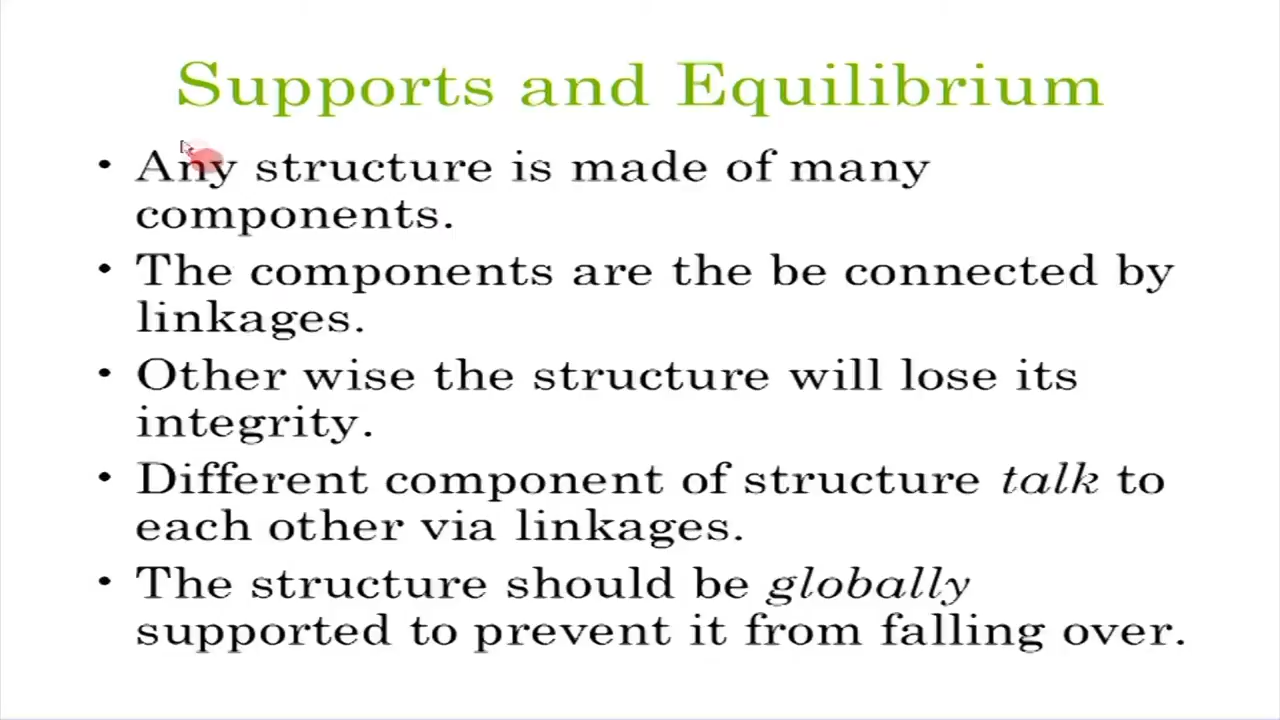 Supports and Equilibrium
• Any structure is made of many
components.
• The components are the be connected by
linkages.
• Other wise the structure will lose its
integrity.
• Different component of structure talk to
each other via linkages.
• The structure should be globally
supported to prevent it from falling over.